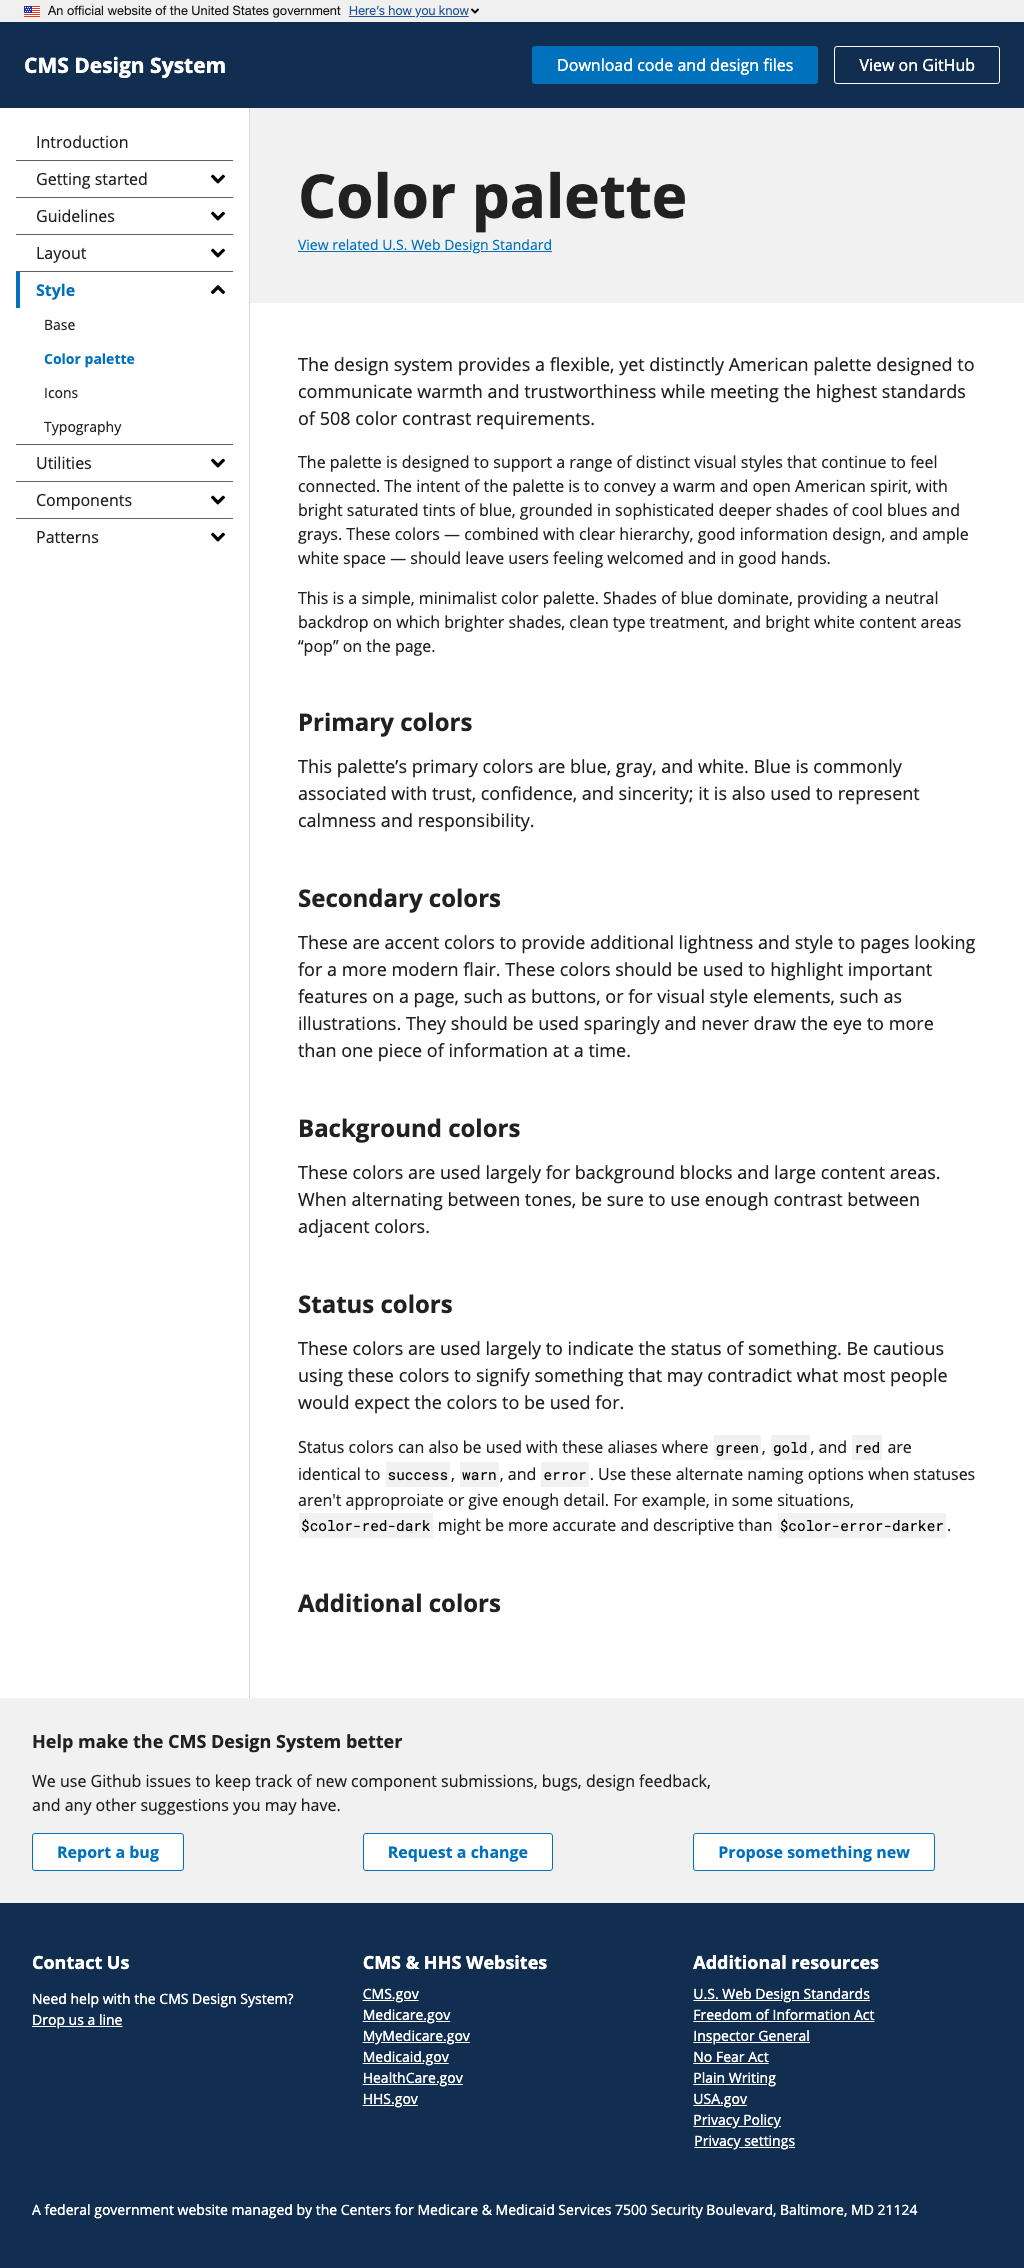 An official website of the United States government Here's how you know
CMS Design System
Download code and design files
View on GitHub
Introduction
Getting started
Guidelines
Layout
Style
Base
Color palette
Icons
Typography
Utilities
Components
Patterns
Color palette
View related U.S. Web Design Standard
The design system provides a flexible, yet distinctly American palette designed to
communicate warmth and trustworthiness while meeting the highest standards
of 508 color contrast requirements.
The palette is designed to support a range of distinct visual styles that continue to feel
connected. The intent of the palette is to convey a warm and open American spirit, with
bright saturated tints of blue, grounded in sophisticated deeper shades of cool blues and
grays. These colors — combined with clear hierarchy, good information design, and ample
white space — should leave users feeling welcomed and in good hands.
This is a simple, minimalist color palette. Shades of blue dominate, providing a neutral
backdrop on which brighter shades, clean type treatment, and bright white content areas
“pop” on the page.
Primary colors
This palette’s primary colors are blue, gray, and white. Blue is commonly
associated with trust, confidence, and sincerity; it is also used to represent
calmness and responsibility.
Secondary colors
These are accent colors to provide additional lightness and style to pages looking
for a more modern flair. These colors should be used to highlight important
features on a page, such as buttons, or for visual style elements, such as
illustrations. They should be used sparingly and never draw the eye to more
than one piece of information at a time.
Background colors
These colors are used largely for background blocks and large content areas.
When alternating between tones, be sure to use enough contrast between
adjacent colors.
Status colors
These colors are used largely to indicate the status of something. Be cautious
using these colors to signify something that may contradict what most people
would expect the colors to be used for.
Status colors can also be used with these aliases where green, gold, and red are
identical to success, warn, and error. Use these alternate naming options when statuses
aren't approproiate or give enough detail. For example, in some situations,
$color-red-dark might be more accurate and descriptive than $color-error-darker.
Additional colors
Help make the CMS Design System better
We use Github issues to keep track of new component submissions, bugs, design feedback,
and any other suggestions you may have.
Report a bug
Request a change
Propose something new
Contact Us
Need help with the CMS Design System?
Drop us a line
CMS & HHS Websites
CMS.gov
Medicare.gov
MyMedicare.gov
Medicaid.gov
HealthCare.gov
HHS.gov
Additional resources
U.S. Web Design Standards
Freedom of Information Act
Inspector General
No Fear Act
Plain Writing
USA.gov
Privacy Policy
Privacy settings
A federal government website managed by the Centers for Medicare & Medicaid Services 7500 Security Boulevard, Baltimore, MD 21124